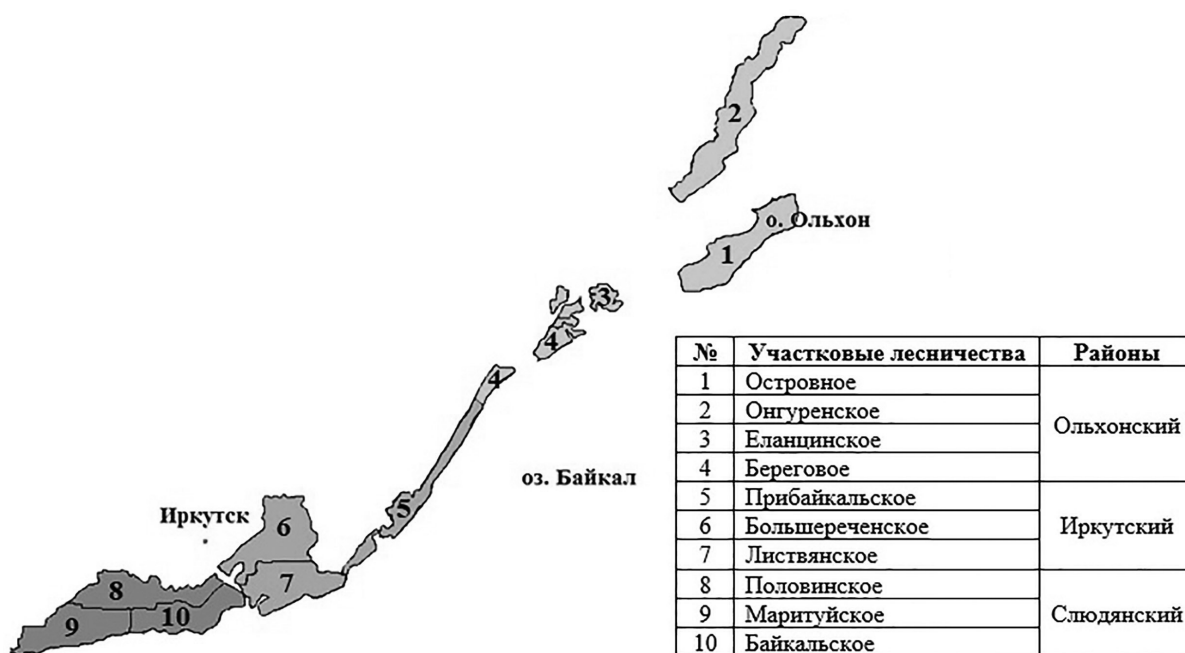 2
о. Ольхон
1
3
4
4
оз. Байкал
5
Иркутск
6
7
8
9
10
№ Участковые лесничества Районы
1 Островное Ольхонский
2 Онгуренское
3 Еланцинское
4 Береговое
5 Прибайкальское Иркутский
6 Большереченское
7 Листвянское
8 Половинское Слюдянский
9 Маритуйское
10 Байкальское